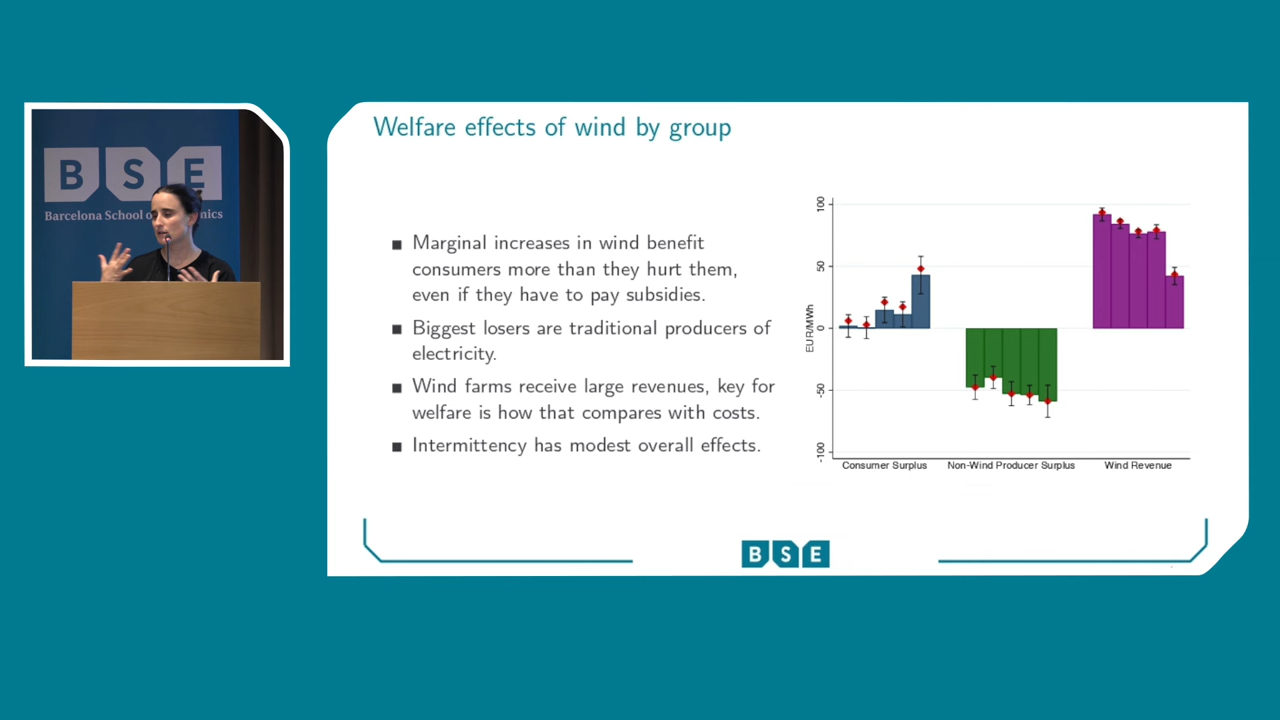 BSE
Barcelona School of nics
Welfare effects of wind by group
■ Marginal increases in wind benefit
consumers more than they hurt them,
even if they have to pay subsidies.
■ Biggest losers are traditional producers of
electricity.
■ Wind farms receive large revenues, key for
welfare is how that compares with costs.
■ Intermittency has modest overall effects.
EUR/MWh
100
50
0
-50
-100
Consumer Surplus
Non-Wind Producer Surplus
Wind Revenue
BSE